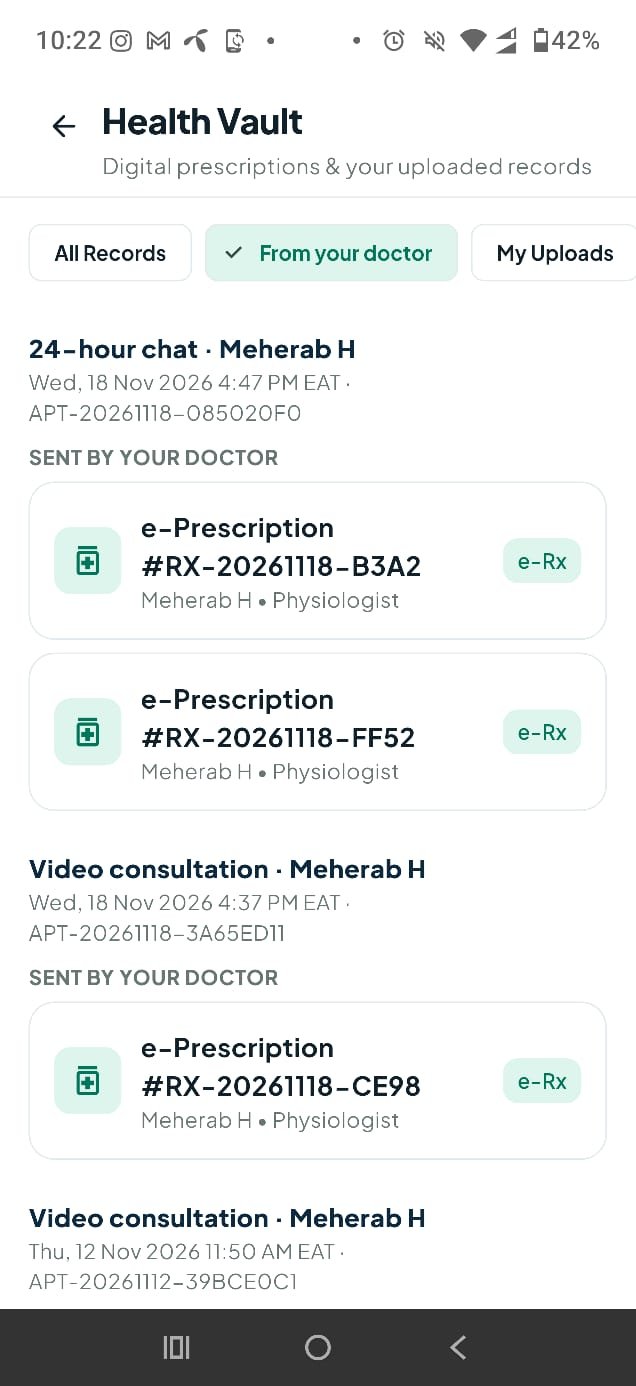 10:22
42%
Health Vault
Digital prescriptions & your uploaded records
All Records
From your doctor
My Uploads
24-hour chat · Meherab H
Wed, 18 Nov 2026 4:47 PM EAT ·
APT-20261118-085020F0
SENT BY YOUR DOCTOR
e-Prescription
#RX-20261118-B3A2
e-Rx
Meherab H • Physiologist
e-Prescription
#RX-20261118-FF52
e-Rx
Meherab H • Physiologist
Video consultation · Meherab H
Wed, 18 Nov 2026 4:37 PM EAT ·
APT-20261118-3A65ED11
SENT BY YOUR DOCTOR
e-Prescription
#RX-20261118-CE98
e-Rx
Meherab H • Physiologist
Video consultation · Meherab H
Thu, 12 Nov 2026 11:50 AM EAT ·
APT-20261112-39BCE0C1